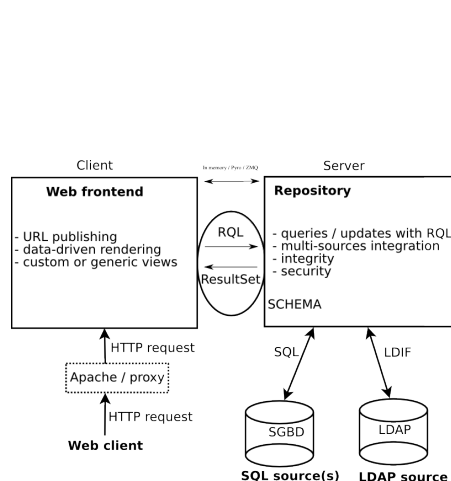 Client
In memory / Pyro / ZMQ
Server
Web frontend
Repository
- URL publishing
- data-driven rendering
- custom or generic views
RQL
ResultSet
- queries / updates with RQL
- multi-sources integration
- integrity
- security
SCHEMA
HTTP request
SQL
LDIF
Apache / proxy
HTTP request
SGBD
LDAP
Web client
SQL source(s)
LDAP source